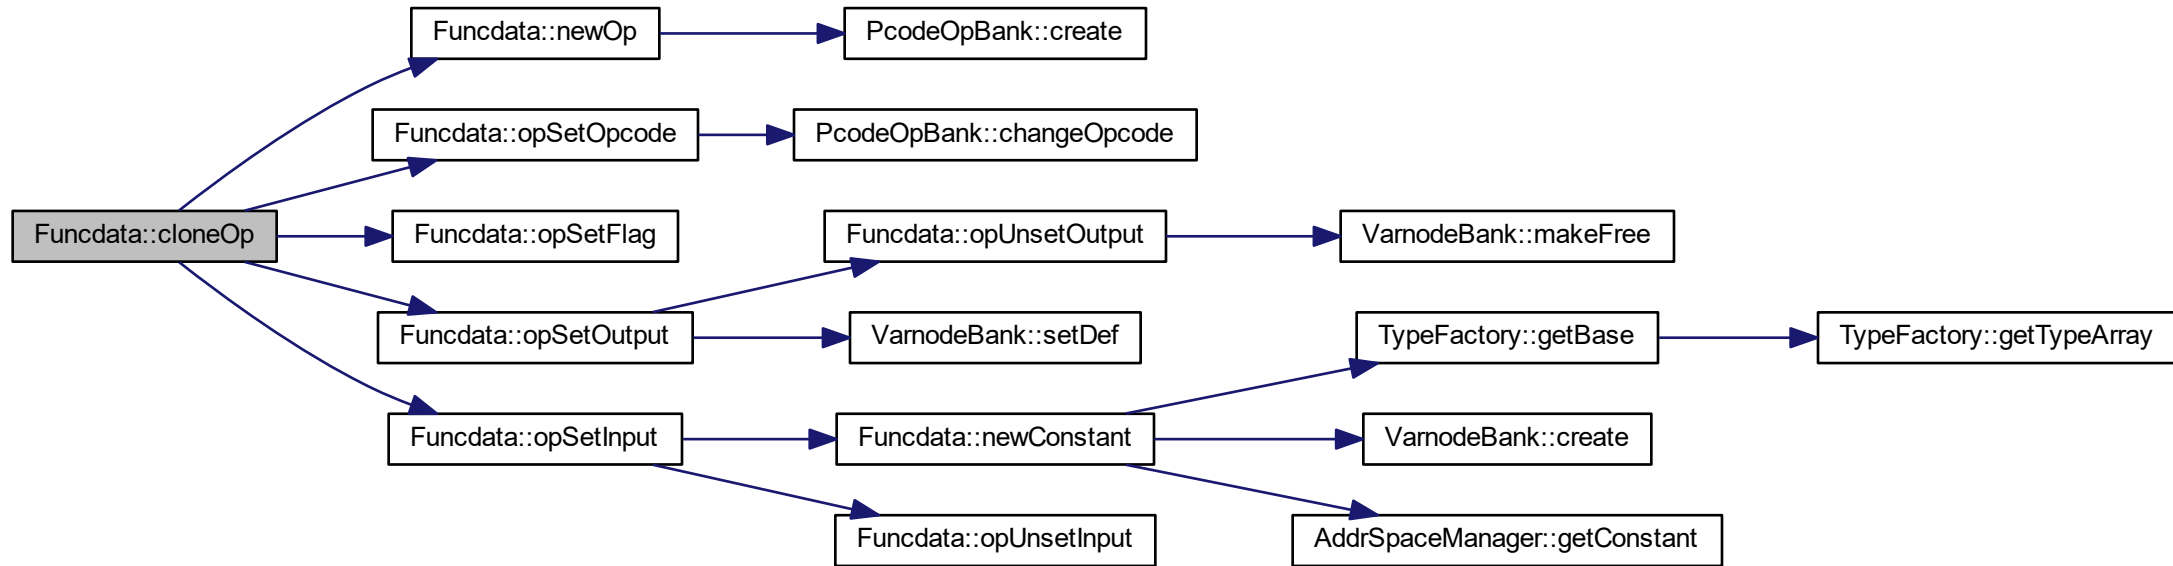 Funcdata::newOp
PcodeOpBank::create
Funcdata::opSetOpcode
PcodeOpBank::changeOpcode
Funcdata::cloneOp
Funcdata::opSetFlag
Funcdata::opUnsetOutput
VarnodeBank::makeFree
Funcdata::opSetOutput
VarnodeBank::setDef
TypeFactory::getBase
TypeFactory::getTypeArray
Funcdata::opSetInput
Funcdata::newConstant
VarnodeBank::create
Funcdata::opUnsetInput
AddrSpaceManager::getConstant